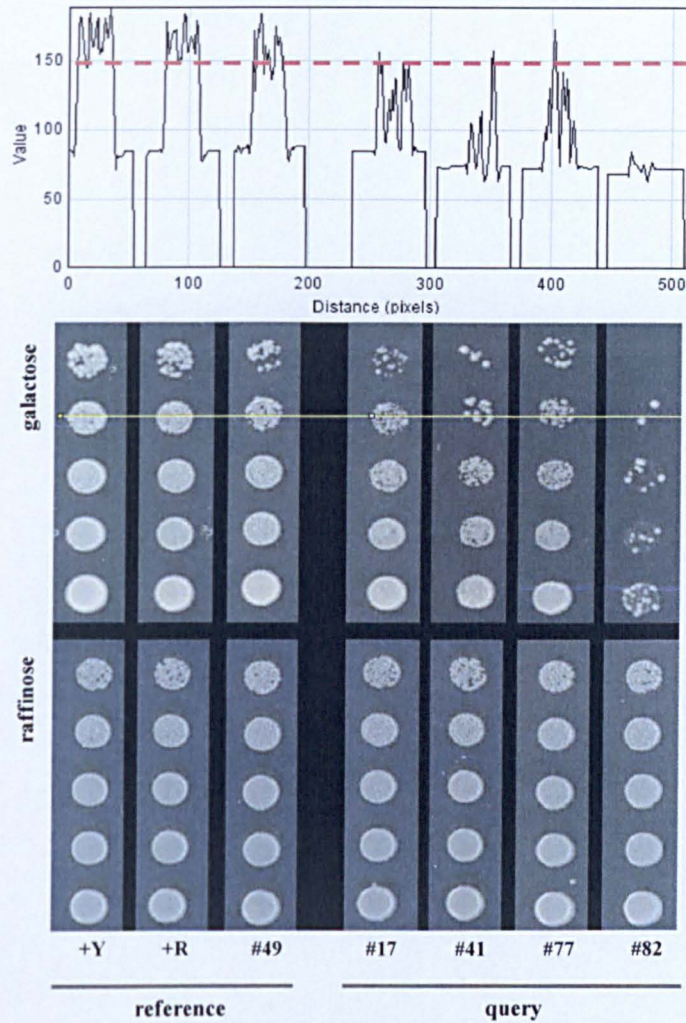 150
100
50
0
Value
0 100 200 300 400 500
Distance (pixels)
galactose
raffinose
+Y +R #49 #17 #41 #77 #82
reference query